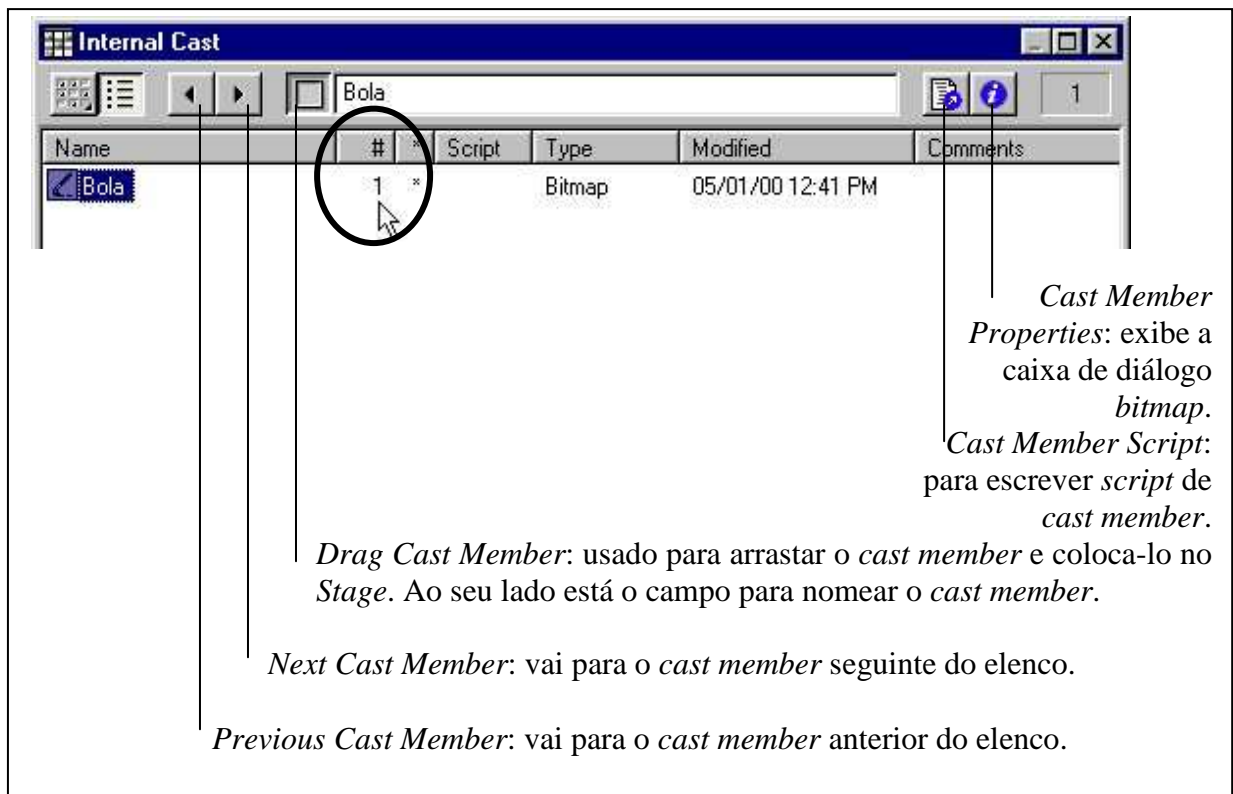 Internal Cast
Bola 1
Name # * Script Type Modified Comments
Bola 1 * Bitmap 05/01/00 12:41 PM
Cast Member
Properties: exibe a
caixa de diálogo
bitmap.
Cast Member Script:
para escrever script de
cast member.
Drag Cast Member: usado para arrastar o cast member e coloca-lo no
Stage. Ao seu lado está o campo para nomear o cast member.
Next Cast Member: vai para o cast member seguinte do elenco.
Previous Cast Member: vai para o cast member anterior do elenco.